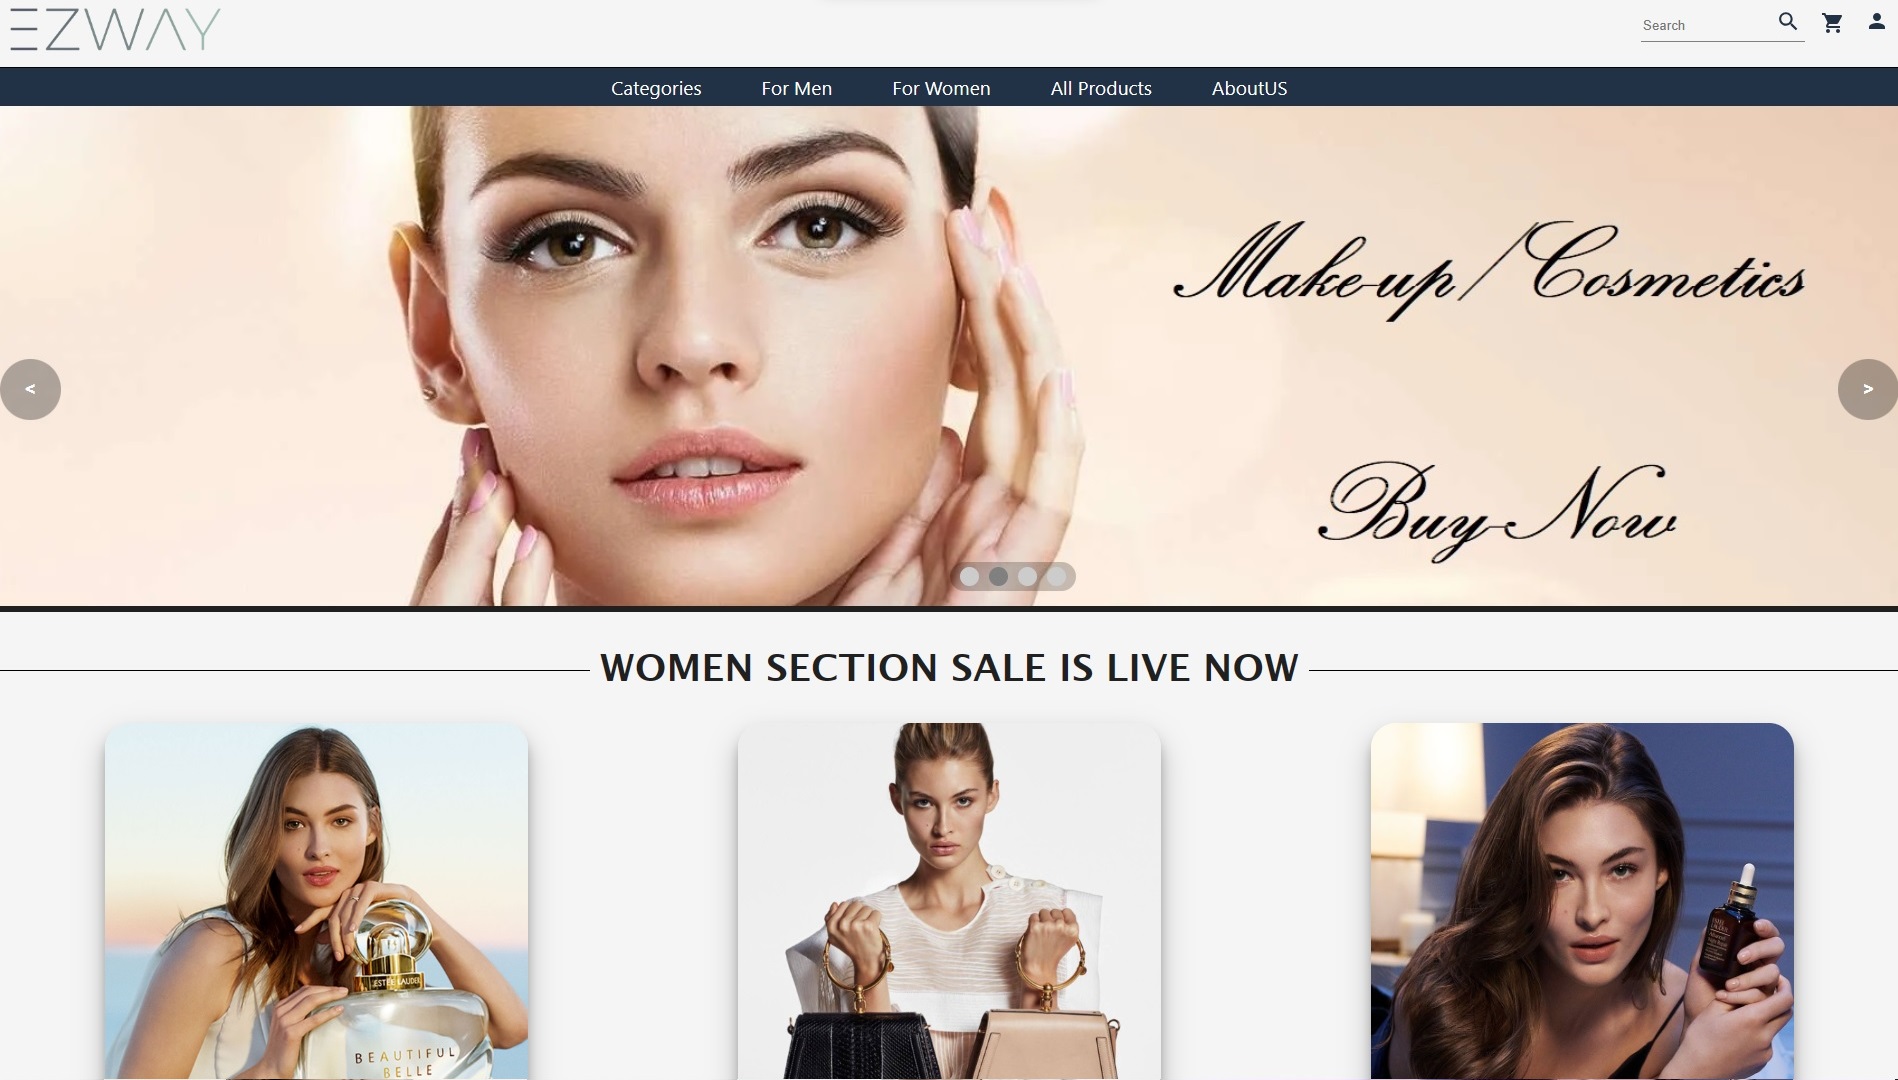 EZWAY
Search
Categories For Men For Women All Products AboutUS
Make-up/Cosmetics
< >
Buy Now
WOMEN SECTION SALE IS LIVE NOW
ESTEE LAUDER
BEAUTIFUL
BELLE